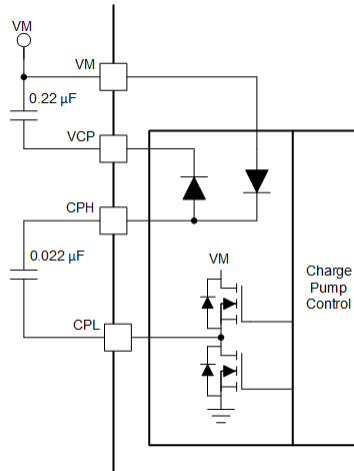 VM
VM
0.22 µF
VCP
CPH
0.022 µF
VM
Charge
Pump
Control
CPL